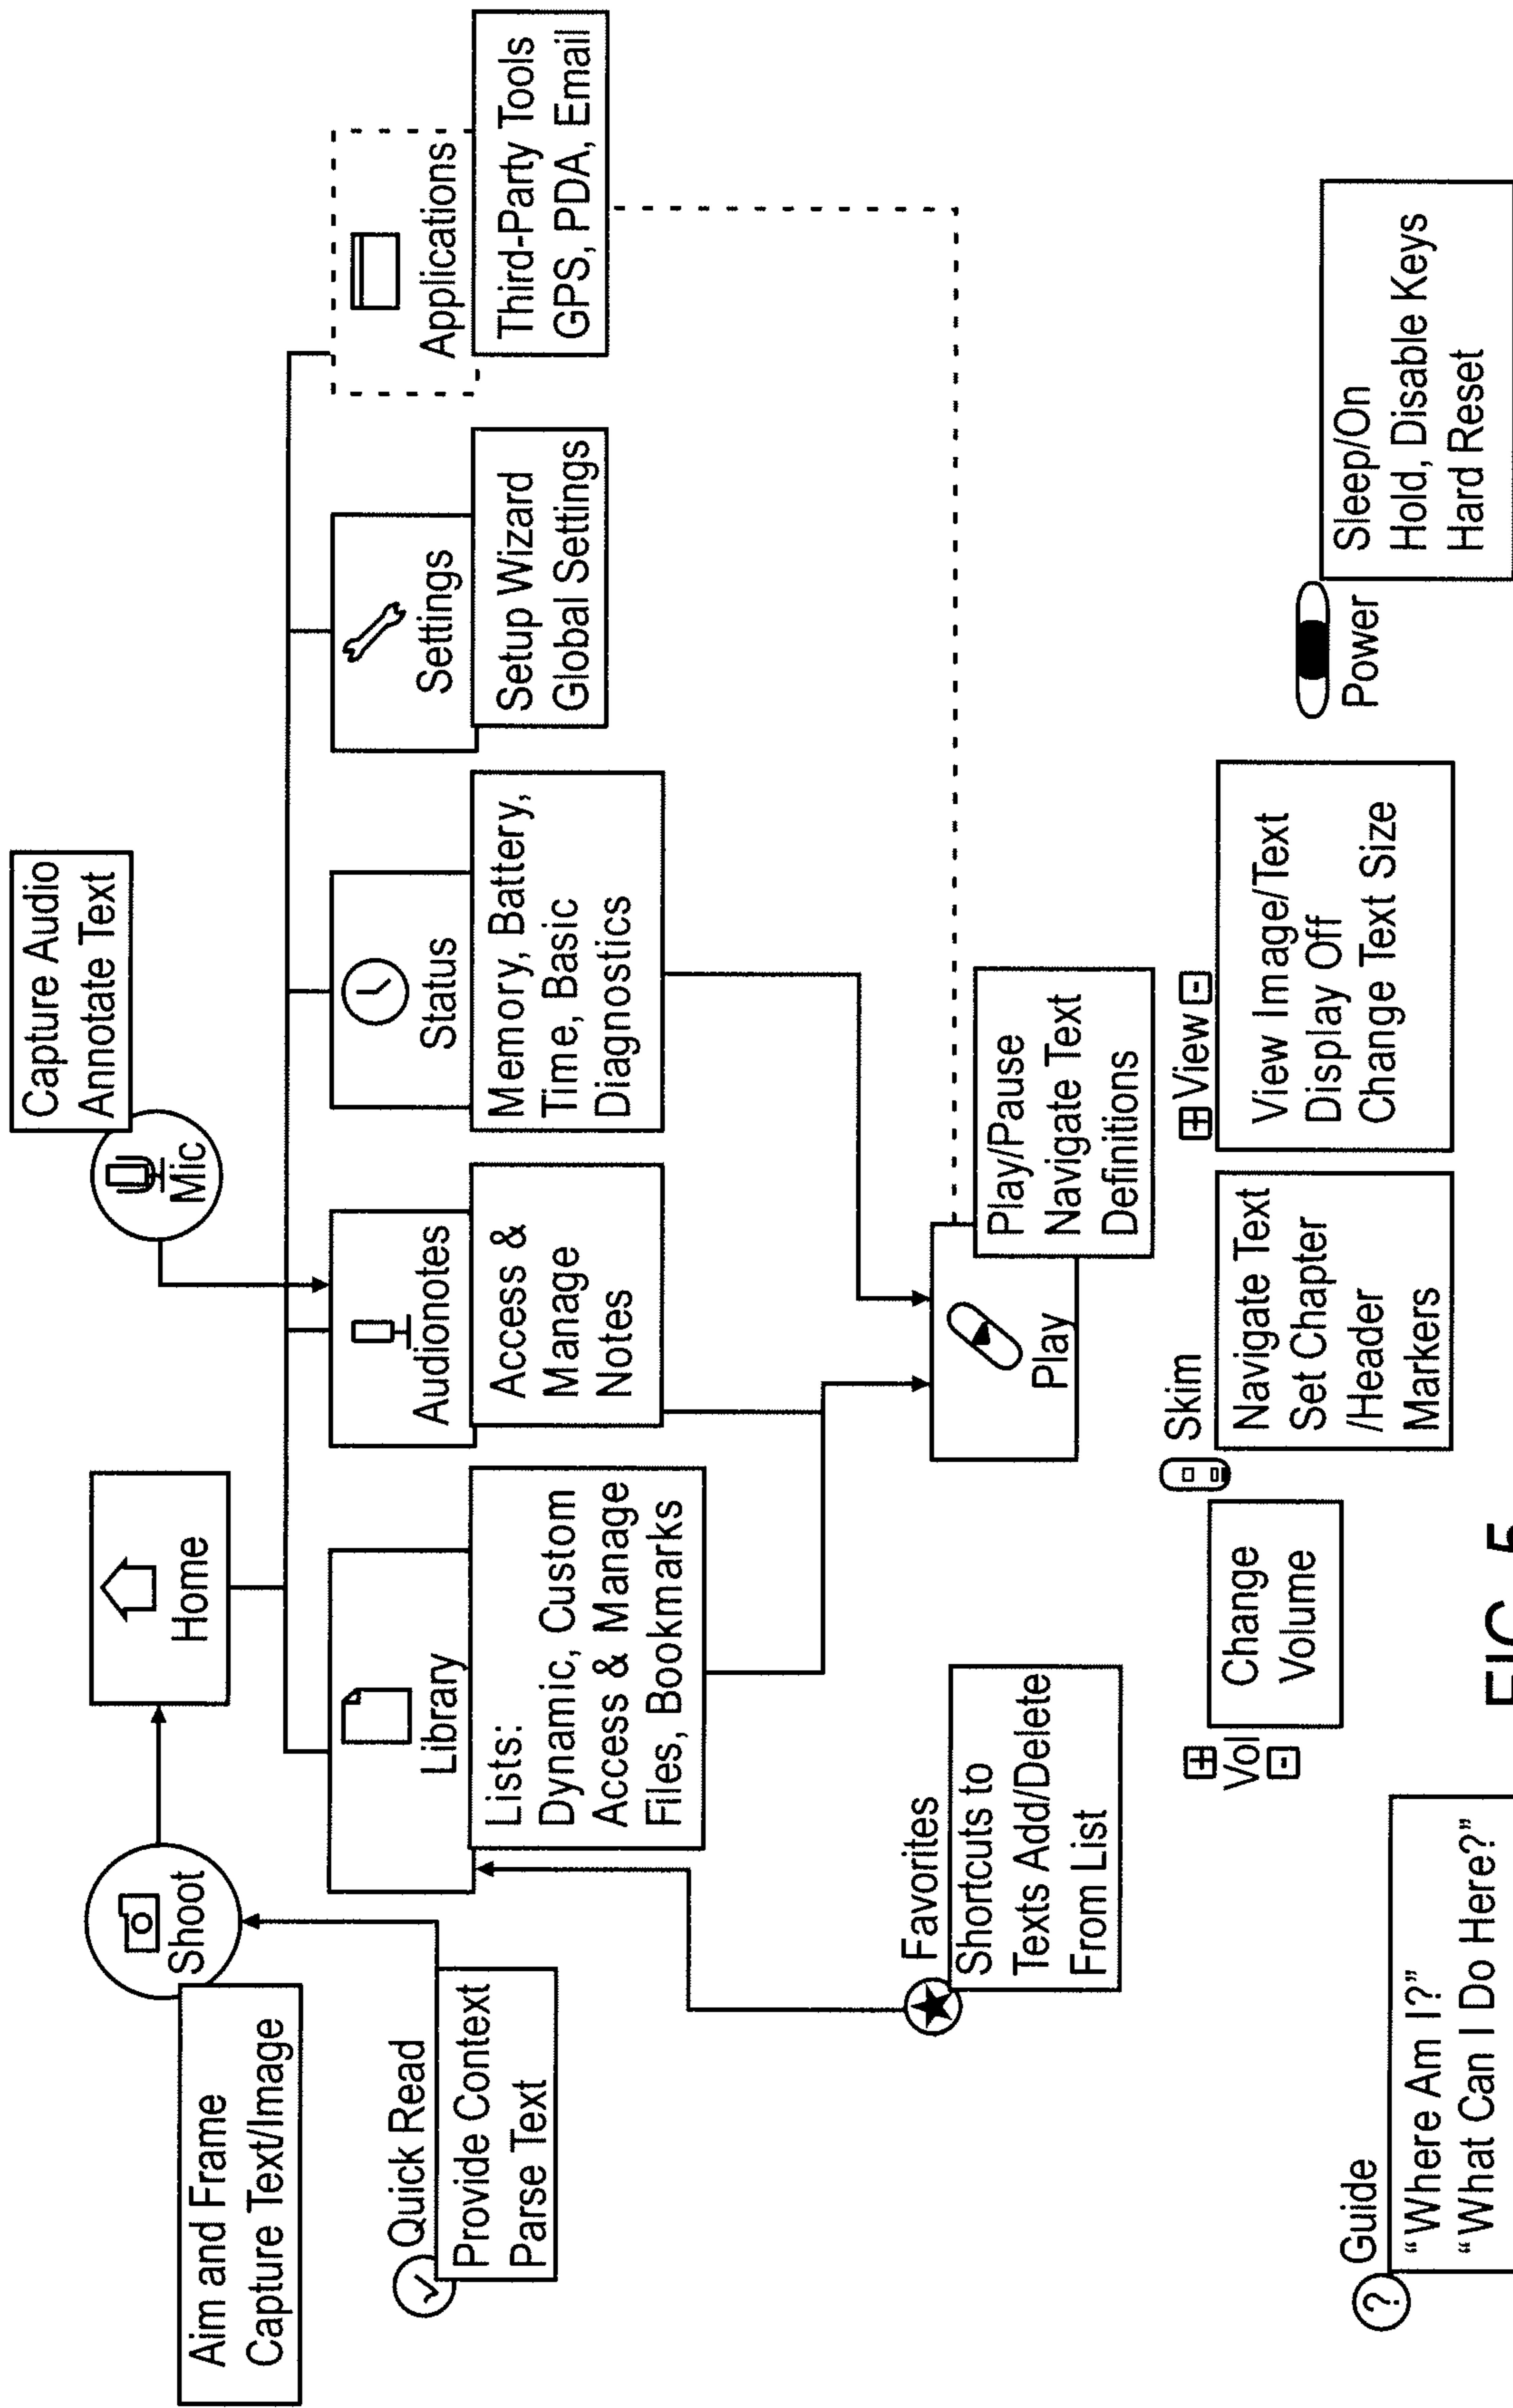 Capture Audio
Annotate Text
Mic
Aim and Frame
Capture Text/Image
Shoot
Home
Quick Read
Provide Context
Parse Text
Library
Lists:
Dynamic, Custom
Access & Manage
Files, Bookmarks
Audionotes
Access &
Manage
Notes
Status
Memory, Battery,
Time, Basic
Diagnostics
Settings
Setup Wizard
Global Settings
Applications
Third-Party Tools
GPS, PDA, Email
Favorites
Shortcuts to
Texts Add/Delete
From List
Play
Play/Pause
Navigate Text
Definitions
+
Vol
-
Change
Volume
Skim
Navigate Text
Set Chapter
/Header
Markers
+ View -
View Image/Text
Display Off
Change Text Size
? Guide
“Where Am I?”
“What Can I Do Here?”
Power
Sleep/On
Hold, Disable Keys
Hard Reset
FIG. 5